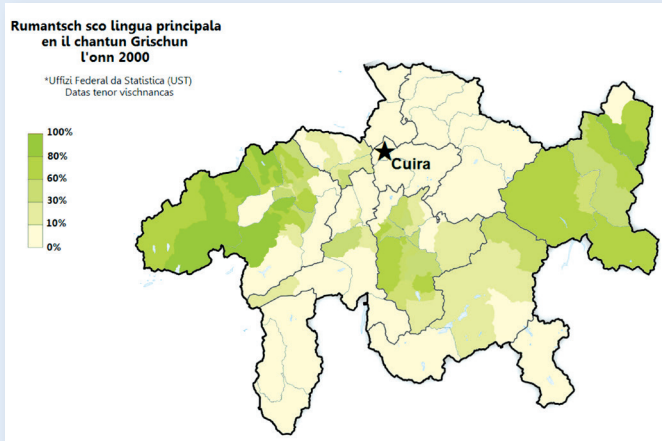 Rumantsch sco lingua principala
en il chantun Grischun
l'onn 2000
*Uffizi Federal da Statistica (UST)
Datas tenor vischnancas
100%
80%
60%
30%
10%
0%
Cuira